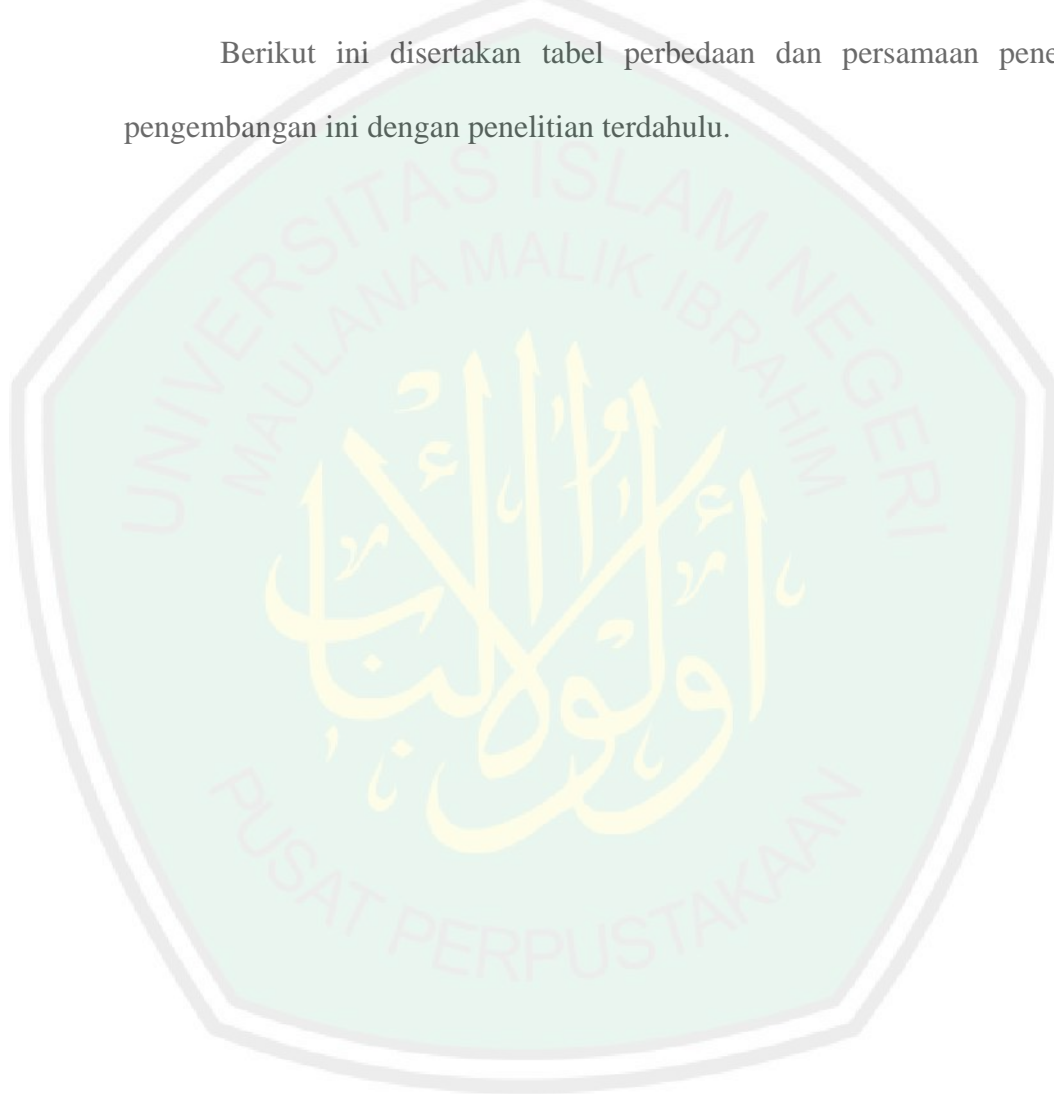 Berikut ini disertakan tabel perbedaan dan persamaan pene
pengembangan ini dengan penelitian terdahulu.
UNIVERSITAS ISLAM NEGERI
MAULANA MALIK IBRAHIM
أولو الألباب
PUSAT PERPUSTAKAAN